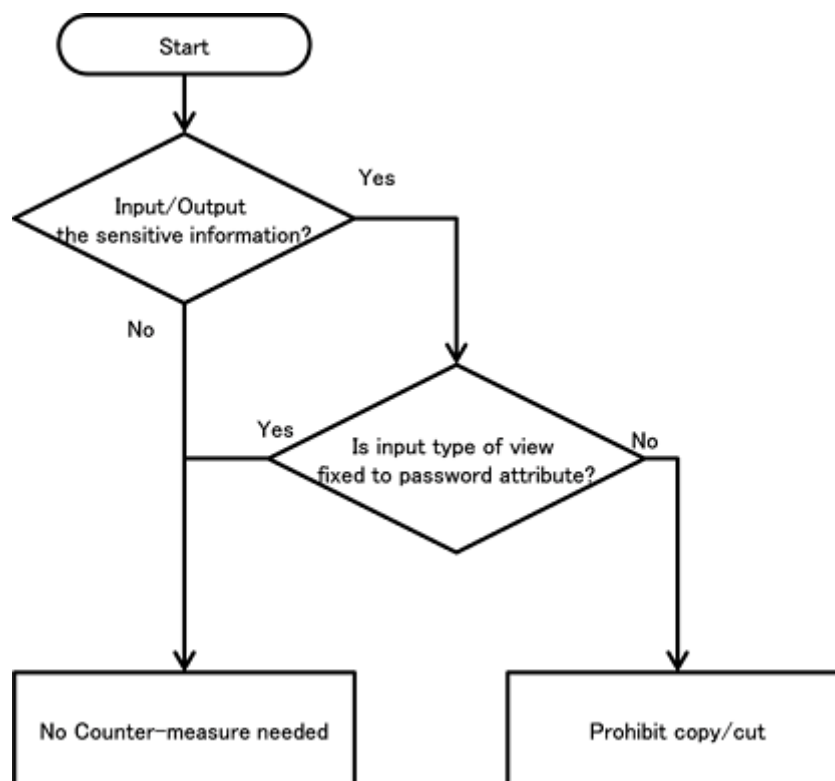 Start
Yes
Input/Output
the sensitive information?
No
Yes
Is input type of view
fixed to password attribute?
No
No Counter-measure needed
Prohibit copy/cut